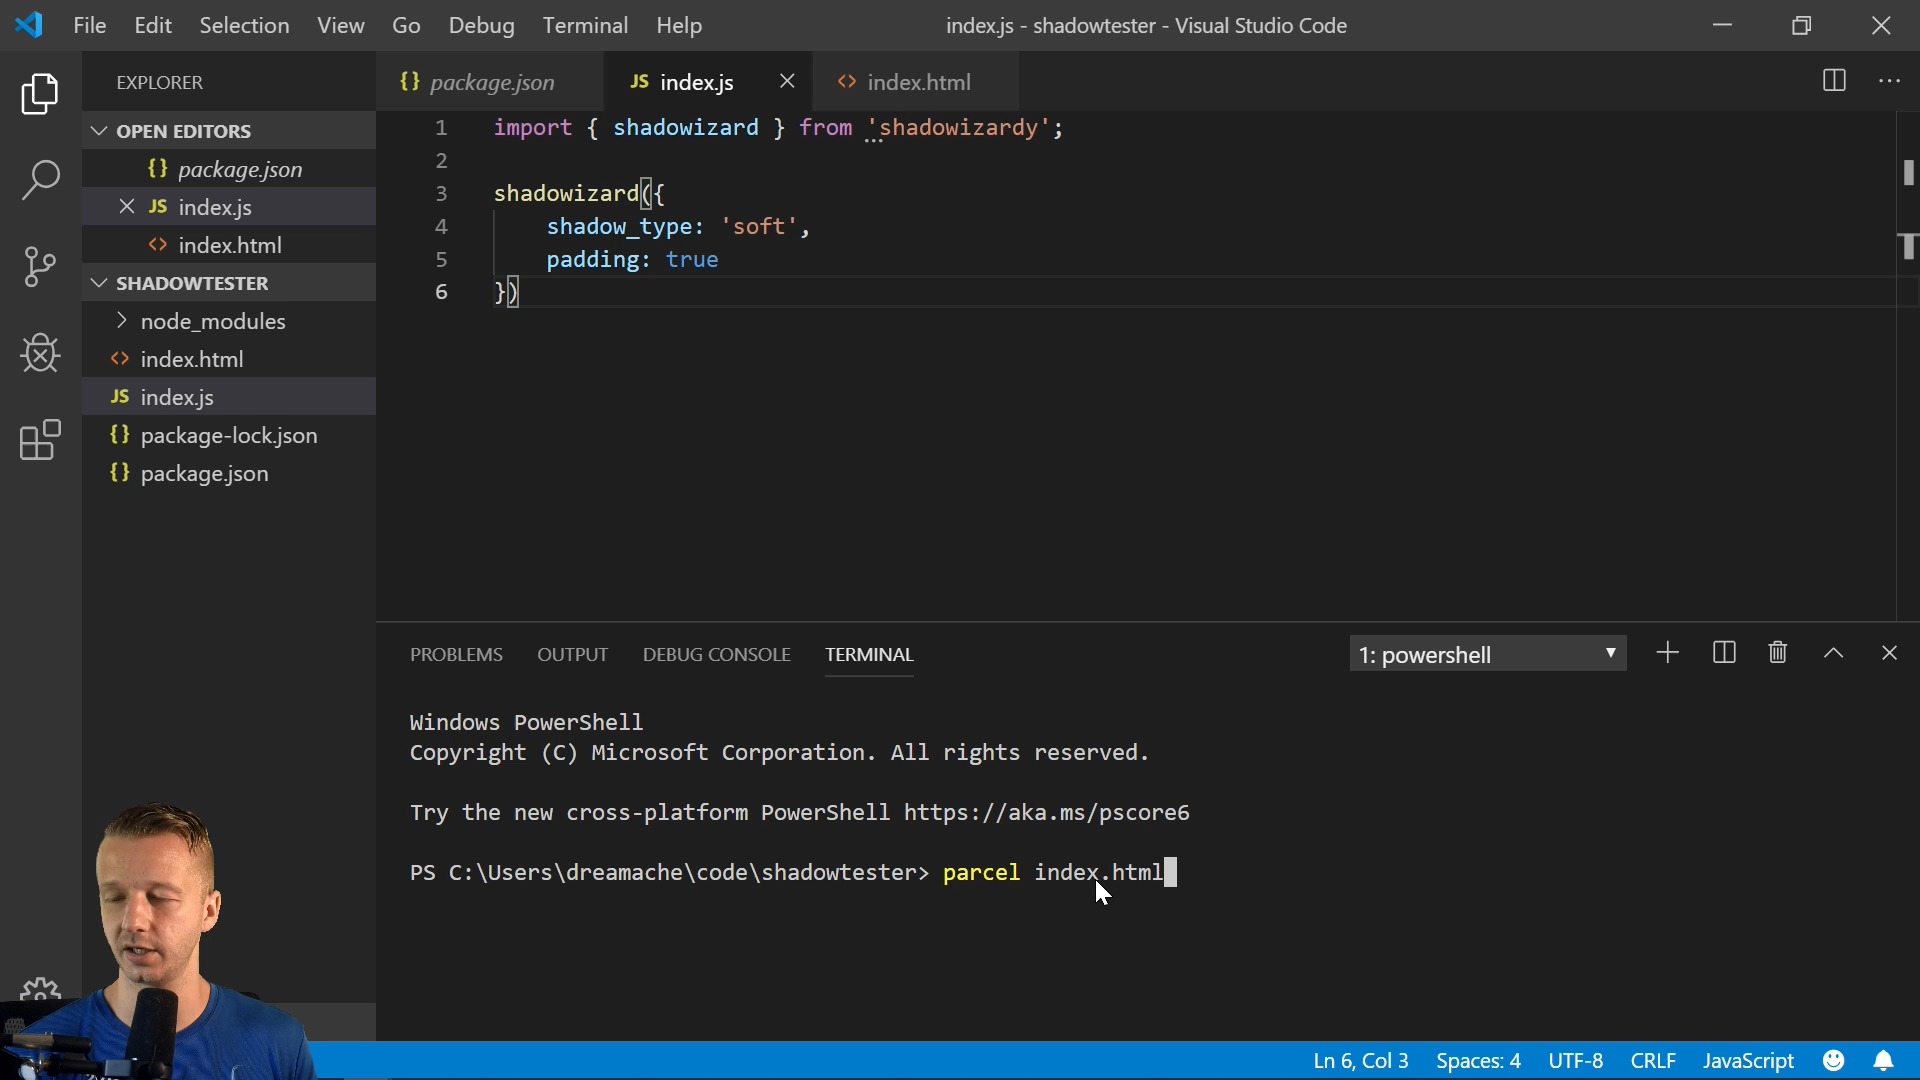 File Edit Selection View Go Debug Terminal Help
index.js - shadowtester - Visual Studio Code
EXPLORER
OPEN EDITORS
{} package.json
JS index.js
<> index.html
SHADOWTESTER
node_modules
<> index.html
JS index.js
{} package-lock.json
{} package.json
{} package.json
JS index.js
<> index.html
1 import { shadowizard } from 'shadowizardy';
2
3 shadowizard({
4 shadow_type: 'soft',
5 padding: true
6 })
PROBLEMS OUTPUT DEBUG CONSOLE TERMINAL
1: powershell
Windows PowerShell
Copyright (C) Microsoft Corporation. All rights reserved.
Try the new cross-platform PowerShell https://aka.ms/pscore6
PS C:\Users\dreamache\code\shadowtester> parcel index.html
Ln 6, Col 3 Spaces: 4 UTF-8 CRLF JavaScript